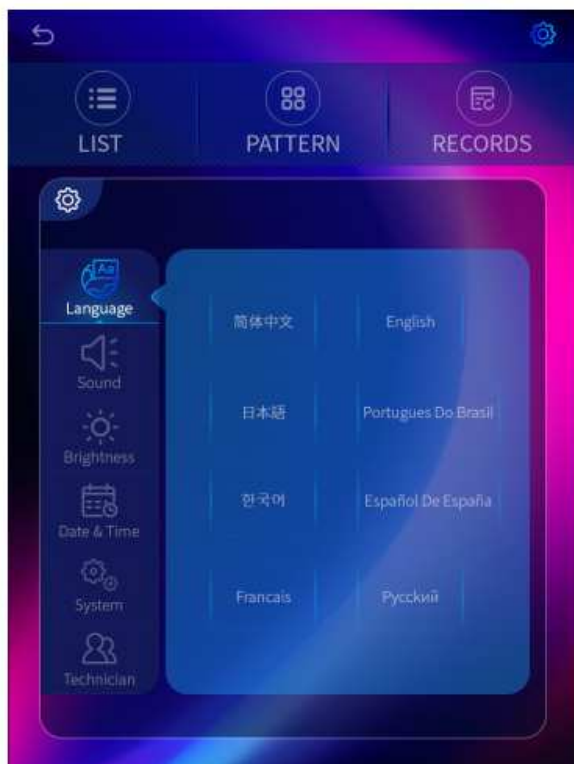 LIST
PATTERN
RECORDS
Aa
Language
Sound
Brightness
Date & Time
System
Technician
简体中文
English
日本語
Portugues Do Brasil
한국어
Español De España
Francais
Русский